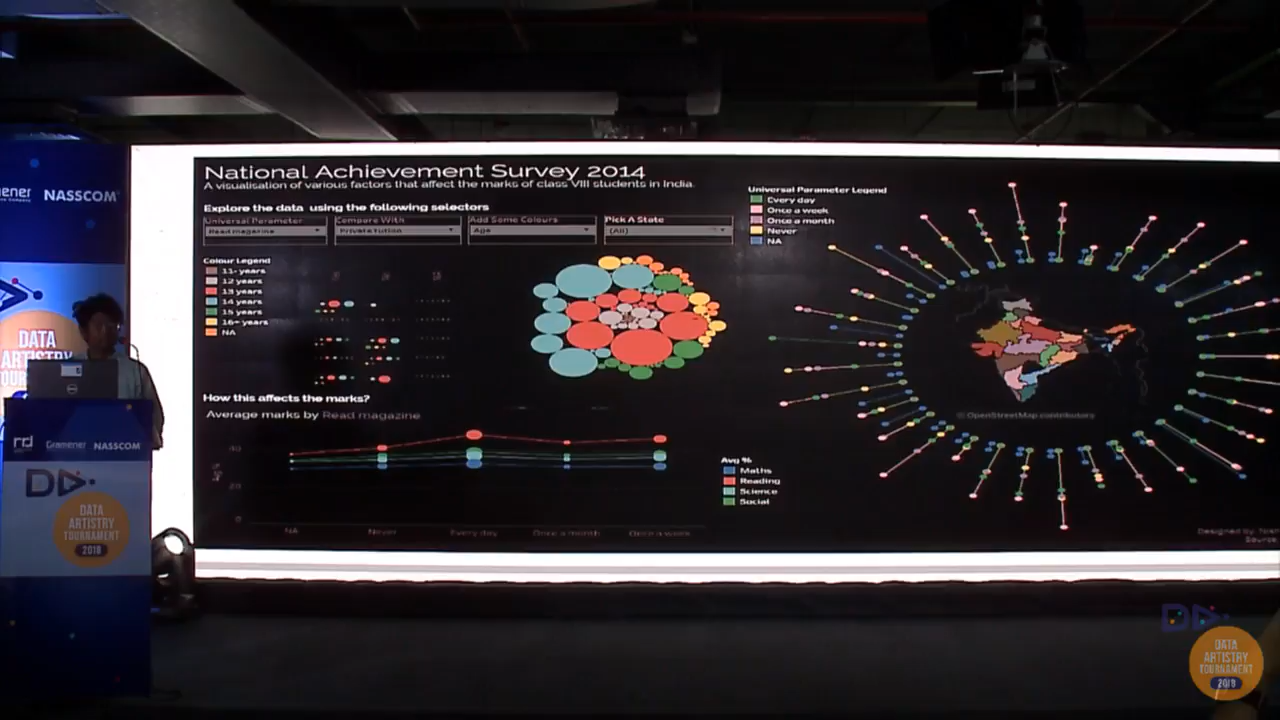 NASSCOM
DATA
ARTISTRY
National Achievement Survey 2014
A visualisation of various factors that affect the marks of class VIII students in India.
Explore the data using the following selectors
Universal Parameter
Compare With
Add Some Colours
Pick A State
Read magazine
Private tution
Age
(All)
Colour Legend
11- years
12 years
13 years
14 years
15 years
16+ years
NA
How this affects the marks?
Average marks by Read magazine
NA
Never
Every day
Once a month
Once a week
Avg %
Maths
Reading
Science
Social
Universal Parameter Legend
Every day
Once a week
Once a month
Never
NA
© OpenStreetMap contributors
Designed by:
Source
Gramener
NASSCOM
DATA
ARTISTRY
TOURNAMENT
2018
DATA
ARTISTRY
TOURNAMENT
2018